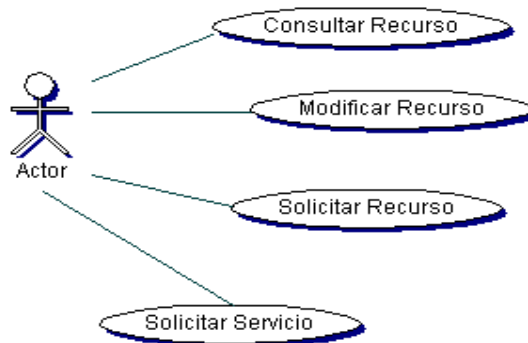 Consultar Recurso
Modificar Recurso
Actor
Solicitar Recurso
Solicitar Servicio